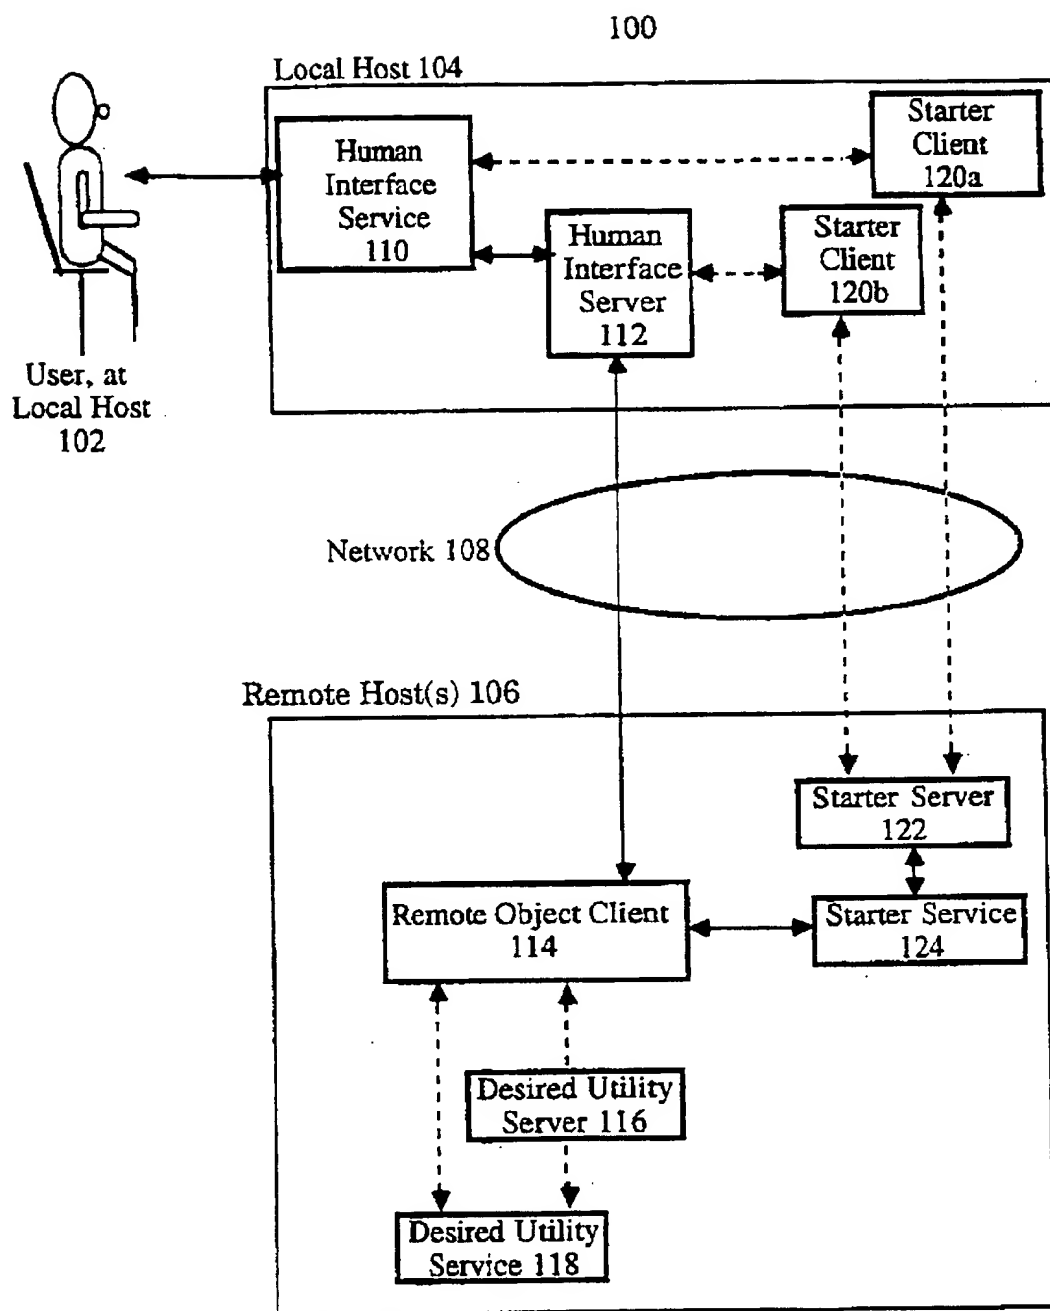 100
Local Host 104
Human
Interface
Service
110
Starter
Client
120a
Human
Interface
Server
112
Starter
Client
120b
User, at
Local Host
102
Network 108
Remote Host(s) 106
Starter Server
122
Remote Object Client
114
Starter Service
124
Desired Utility
Server 116
Desired Utility
Service 118